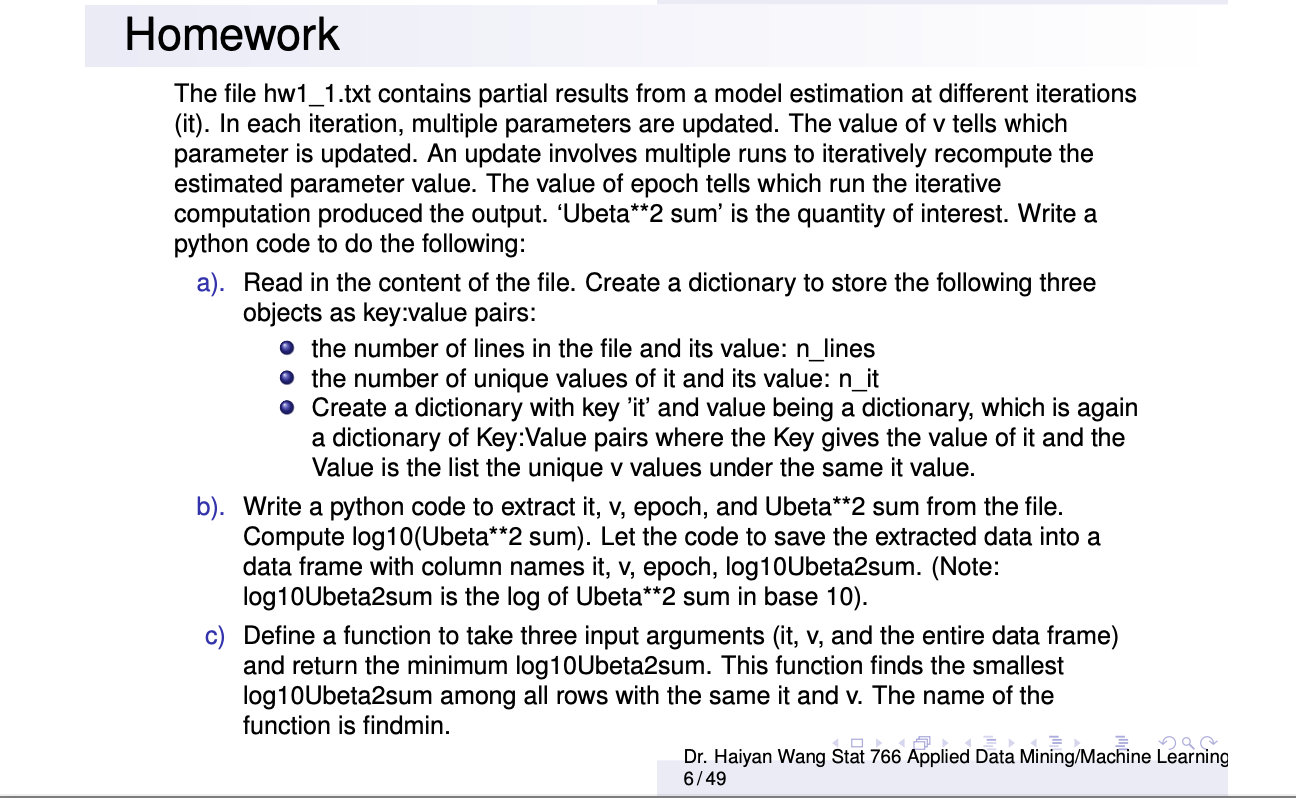 Homework
The file hw1_1.txt contains partial results from a model estimation at different iterations
(it). In each iteration, multiple parameters are updated. The value of v tells which
parameter is updated. An update involves multiple runs to iteratively recompute the
estimated parameter value. The value of epoch tells which run the iterative
computation produced the output. ‘Ubeta**2 sum’ is the quantity of interest. Write a
python code to do the following:
a). Read in the content of the file. Create a dictionary to store the following three
objects as key:value pairs:
the number of lines in the file and its value: n_lines
the number of unique values of it and its value: n_it
Create a dictionary with key ’it’ and value being a dictionary, which is again
a dictionary of Key:Value pairs where the Key gives the value of it and the
Value is the list the unique v values under the same it value.
b). Write a python code to extract it, v, epoch, and Ubeta**2 sum from the file.
Compute log10(Ubeta**2 sum). Let the code to save the extracted data into a
data frame with column names it, v, epoch, log10Ubeta2sum. (Note:
log10Ubeta2sum is the log of Ubeta**2 sum in base 10).
c) Define a function to take three input arguments (it, v, and the entire data frame)
and return the minimum log10Ubeta2sum. This function finds the smallest
log10Ubeta2sum among all rows with the same it and v. The name of the
function is findmin.
Dr. Haiyan Wang Stat 766 Applied Data Mining/Machine Learning
6 / 49